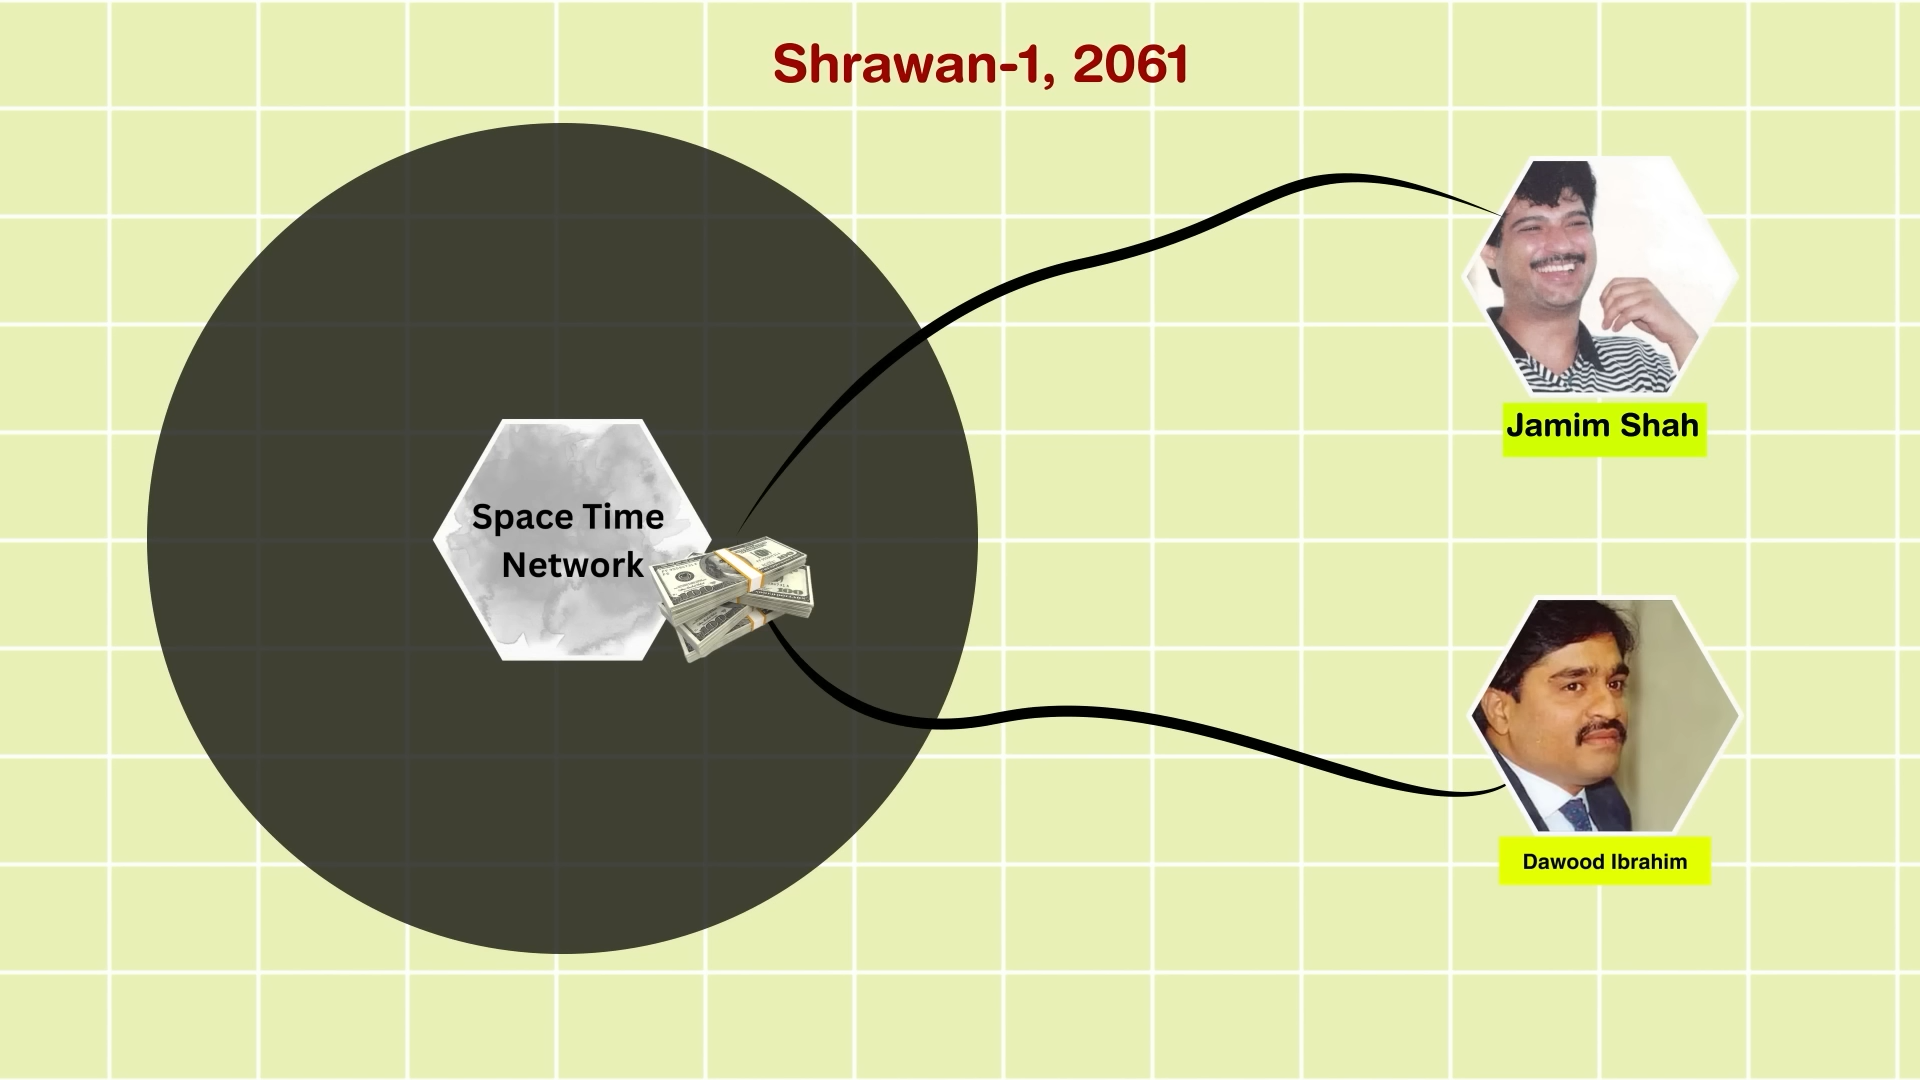 Shrawan-1, 2061
Space Time
Network
Jamim Shah
Dawood Ibrahim